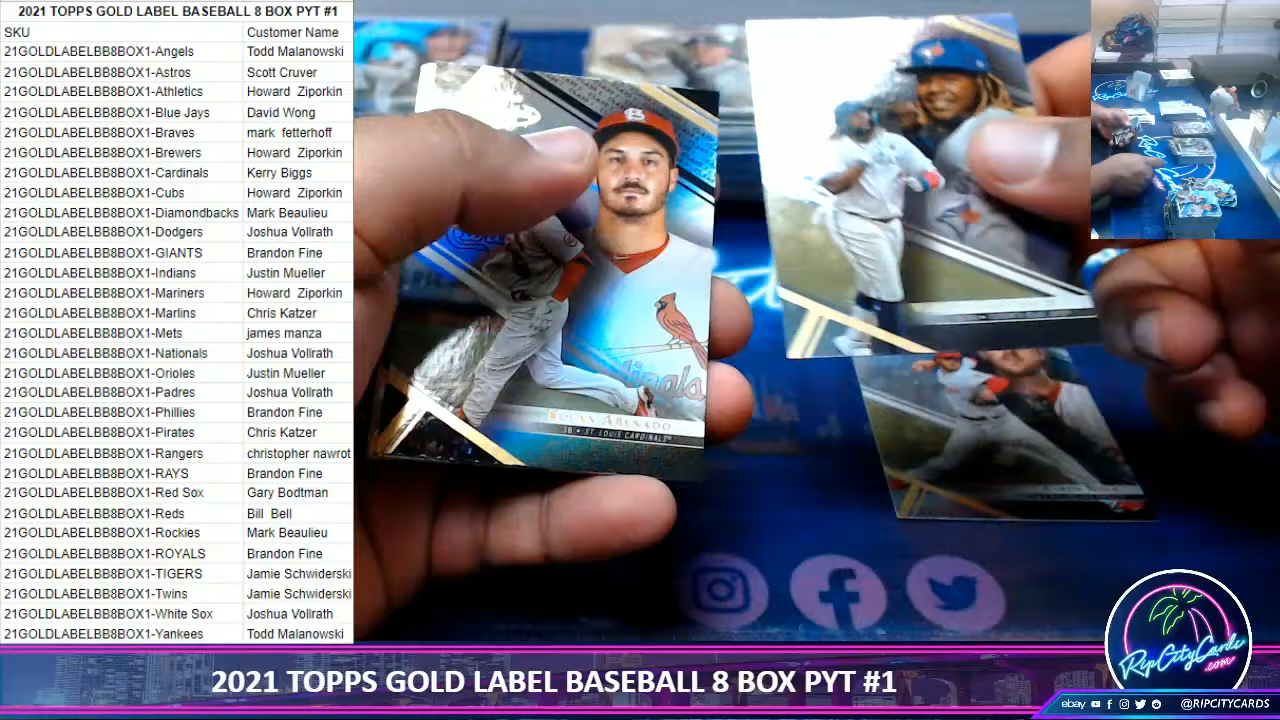 2021 TOPPS GOLD LABEL BASEBALL 8 BOX PYT #1
SKU Customer Name
21GOLDLABELBB8BOX1-Angels Todd Malanowski
21GOLDLABELBB8BOX1-Astros Scott Cruver
21GOLDLABELBB8BOX1-Athletics Howard Ziporkin
21GOLDLABELBB8BOX1-Blue Jays David Wong
21GOLDLABELBB8BOX1-Braves mark fetterhoff
21GOLDLABELBB8BOX1-Brewers Howard Ziporkin
21GOLDLABELBB8BOX1-Cardinals Kerry Biggs
21GOLDLABELBB8BOX1-Cubs Howard Ziporkin
21GOLDLABELBB8BOX1-Diamondbacks Mark Beaulieu
21GOLDLABELBB8BOX1-Dodgers Joshua Vollrath
21GOLDLABELBB8BOX1-GIANTS Brandon Fine
21GOLDLABELBB8BOX1-Indians Justin Mueller
21GOLDLABELBB8BOX1-Mariners Howard Ziporkin
21GOLDLABELBB8BOX1-Marlins Chris Katzer
21GOLDLABELBB8BOX1-Mets james manza
21GOLDLABELBB8BOX1-Nationals Joshua Vollrath
21GOLDLABELBB8BOX1-Orioles Justin Mueller
21GOLDLABELBB8BOX1-Padres Joshua Vollrath
21GOLDLABELBB8BOX1-Phillies Brandon Fine
21GOLDLABELBB8BOX1-Pirates Chris Katzer
21GOLDLABELBB8BOX1-Rangers christopher nawrot
21GOLDLABELBB8BOX1-RAYS Brandon Fine
21GOLDLABELBB8BOX1-Red Sox Gary Bodtman
21GOLDLABELBB8BOX1-Reds Bill Bell
21GOLDLABELBB8BOX1-Rockies Mark Beaulieu
21GOLDLABELBB8BOX1-ROYALS Brandon Fine
21GOLDLABELBB8BOX1-TIGERS Jamie Schwiderski
21GOLDLABELBB8BOX1-Twins Jamie Schwiderski
21GOLDLABELBB8BOX1-White Sox Joshua Vollrath
21GOLDLABELBB8BOX1-Yankees Todd Malanowski
NOLAN ARENADO
3B • ST. LOUIS CARDINALS
2021 TOPPS GOLD LABEL BASEBALL 8 BOX PYT #1
RipCityCards
.com
ebay @RIPCITYCARDS